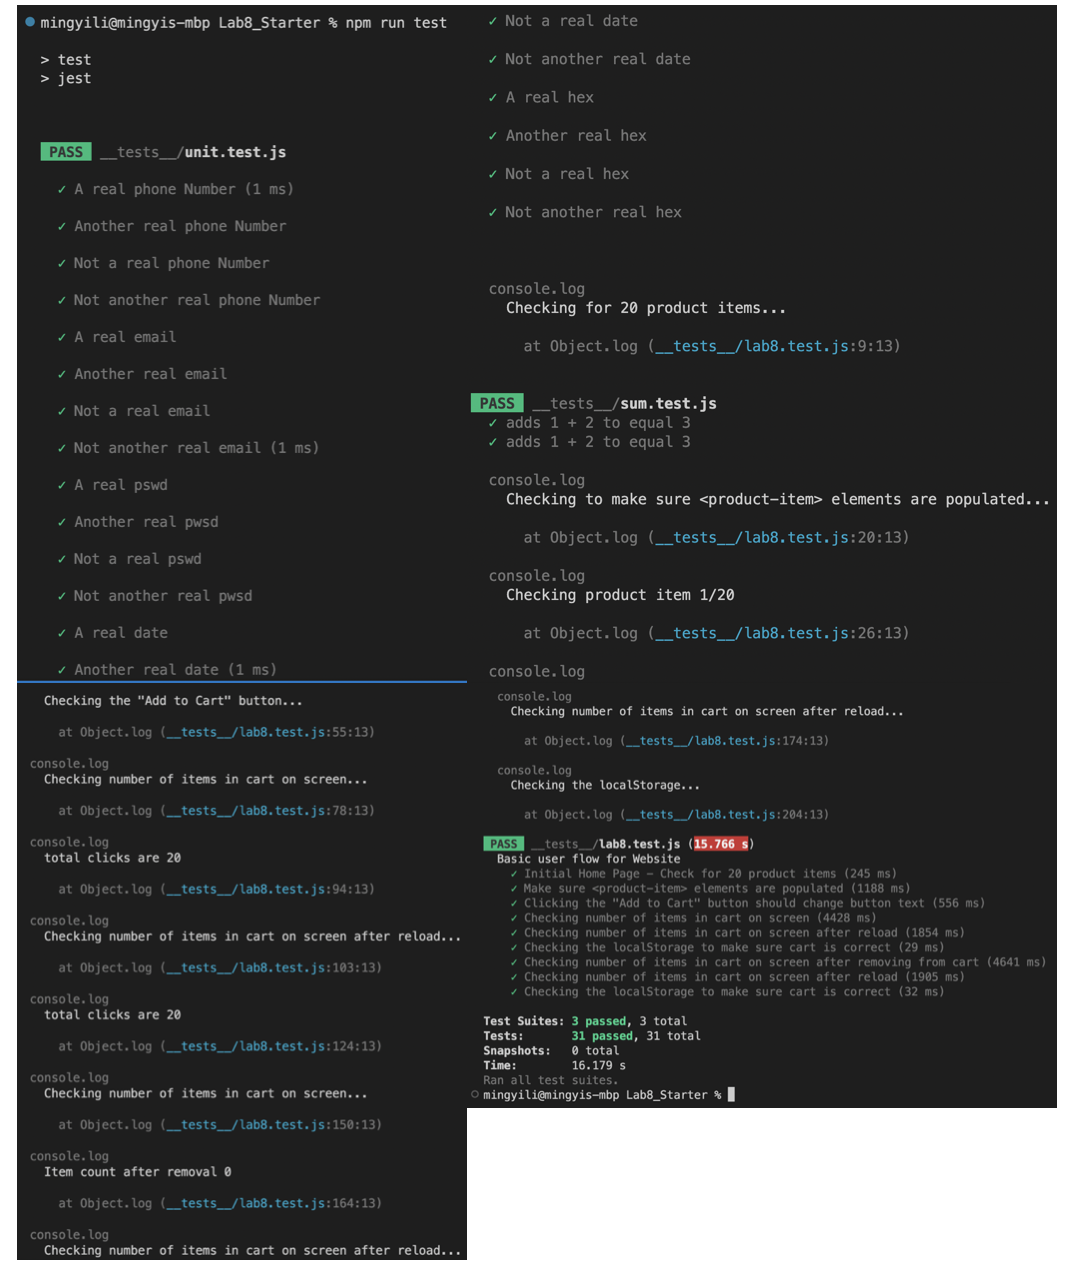 mingyili@mingyis-mbp Lab8_Starter % npm run test
> test
> jest
PASS __tests__/unit.test.js
✓ A real phone Number (1 ms)
✓ Another real phone Number
✓ Not a real phone Number
✓ Not another real phone Number
✓ A real email
✓ Another real email
✓ Not a real email
✓ Not another real email (1 ms)
✓ A real pswd
✓ Another real pwsd
✓ Not a real pswd
✓ Not another real pwsd
✓ A real date
✓ Another real date (1 ms)
✓ Not a real date
✓ Not another real date
✓ A real hex
✓ Another real hex
✓ Not a real hex
✓ Not another real hex
console.log
Checking for 20 product items...
at Object.log (__tests__/lab8.test.js:9:13)
PASS __tests__/sum.test.js
✓ adds 1 + 2 to equal 3
✓ adds 1 + 2 to equal 3
console.log
Checking to make sure <product-item> elements are populated...
at Object.log (__tests__/lab8.test.js:20:13)
console.log
Checking product item 1/20
at Object.log (__tests__/lab8.test.js:26:13)
console.log
Checking the "Add to Cart" button...
at Object.log (__tests__/lab8.test.js:55:13)
console.log
Checking number of items in cart on screen...
at Object.log (__tests__/lab8.test.js:78:13)
console.log
total clicks are 20
at Object.log (__tests__/lab8.test.js:94:13)
console.log
Checking number of items in cart on screen after reload...
at Object.log (__tests__/lab8.test.js:103:13)
console.log
total clicks are 20
at Object.log (__tests__/lab8.test.js:124:13)
console.log
Checking number of items in cart on screen...
at Object.log (__tests__/lab8.test.js:150:13)
console.log
Item count after removal 0
at Object.log (__tests__/lab8.test.js:164:13)
console.log
Checking number of items in cart on screen after reload...
console.log
Checking number of items in cart on screen after reload...
at Object.log (__tests__/lab8.test.js:174:13)
console.log
Checking the localStorage...
at Object.log (__tests__/lab8.test.js:204:13)
PASS __tests__/lab8.test.js (15.766 s)
Basic user flow for Website
✓ Initial Home Page - Check for 20 product items (245 ms)
✓ Make sure <product-item> elements are populated (1188 ms)
✓ Clicking the "Add to Cart" button should change button text (556 ms)
✓ Checking number of items in cart on screen (4428 ms)
✓ Checking number of items in cart on screen after reload (1854 ms)
✓ Checking the localStorage to make sure cart is correct (29 ms)
✓ Checking number of items in cart on screen after removing from cart (4641 ms)
✓ Checking number of items in cart on screen after reload (1905 ms)
✓ Checking the localStorage to make sure cart is correct (32 ms)
Test Suites: 3 passed, 3 total
Tests: 31 passed, 31 total
Snapshots: 0 total
Time: 16.179 s
Ran all test suites.
mingyili@mingyis-mbp Lab8_Starter %